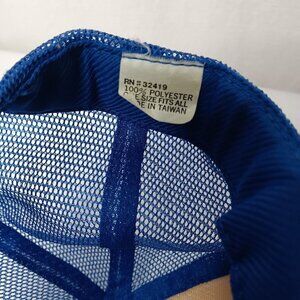 RN # 32419
100% POLYESTER
SIZE FITS ALL
IN TAIWAN